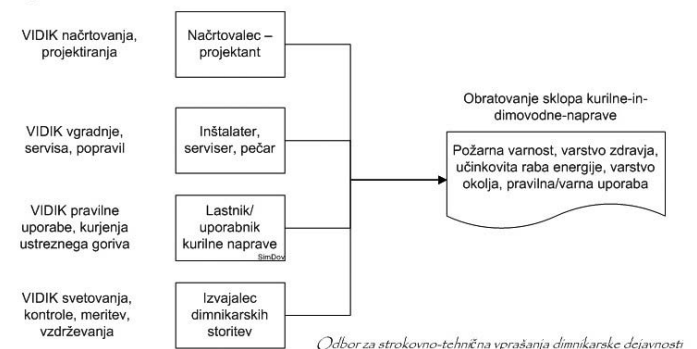 VIDIK načrtovanja,
projektiranja
Načrtovalec –
projektant
VIDIK vgradnje,
servisa, popravil
Inštalater,
serviser, pečar
VIDIK pravilne
uporabe, kurjenja
ustreznega goriva
Lastnik/
uporabnik
kurilne naprave
SimDov
VIDIK svetovanja,
kontrole, meritev,
vzdrževanja
Izvajalec
dimnikarskih
storitev
Obratovanje sklopa kurilne-in-
dimovodne-naprave
Požarna varnost, varstvo zdravja,
učinkovita raba energije, varstvo
okolja, pravilna/varna uporaba
Odbor za strokovno-tehnična vprašanja dimnikarske dejavnosti